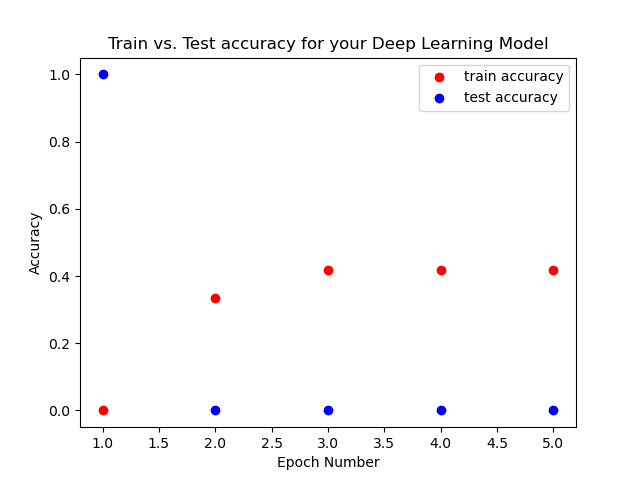 Train vs. Test accuracy for your Deep Learning Model
train accuracy
test accuracy
Accuracy
1.0
0.8
0.6
0.4
0.2
0.0
1.0 1.5 2.0 2.5 3.0 3.5 4.0 4.5 5.0
Epoch Number